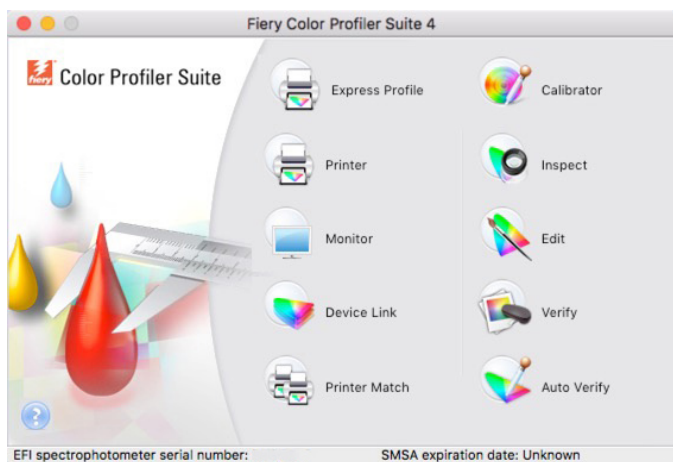 Fiery Color Profiler Suite 4
fiery Color Profiler Suite
Express Profile
Calibrator
Printer
Inspect
Monitor
Edit
Device Link
Verify
Printer Match
Auto Verify
?
EFI spectrophotometer serial number:
SMSA expiration date: Unknown